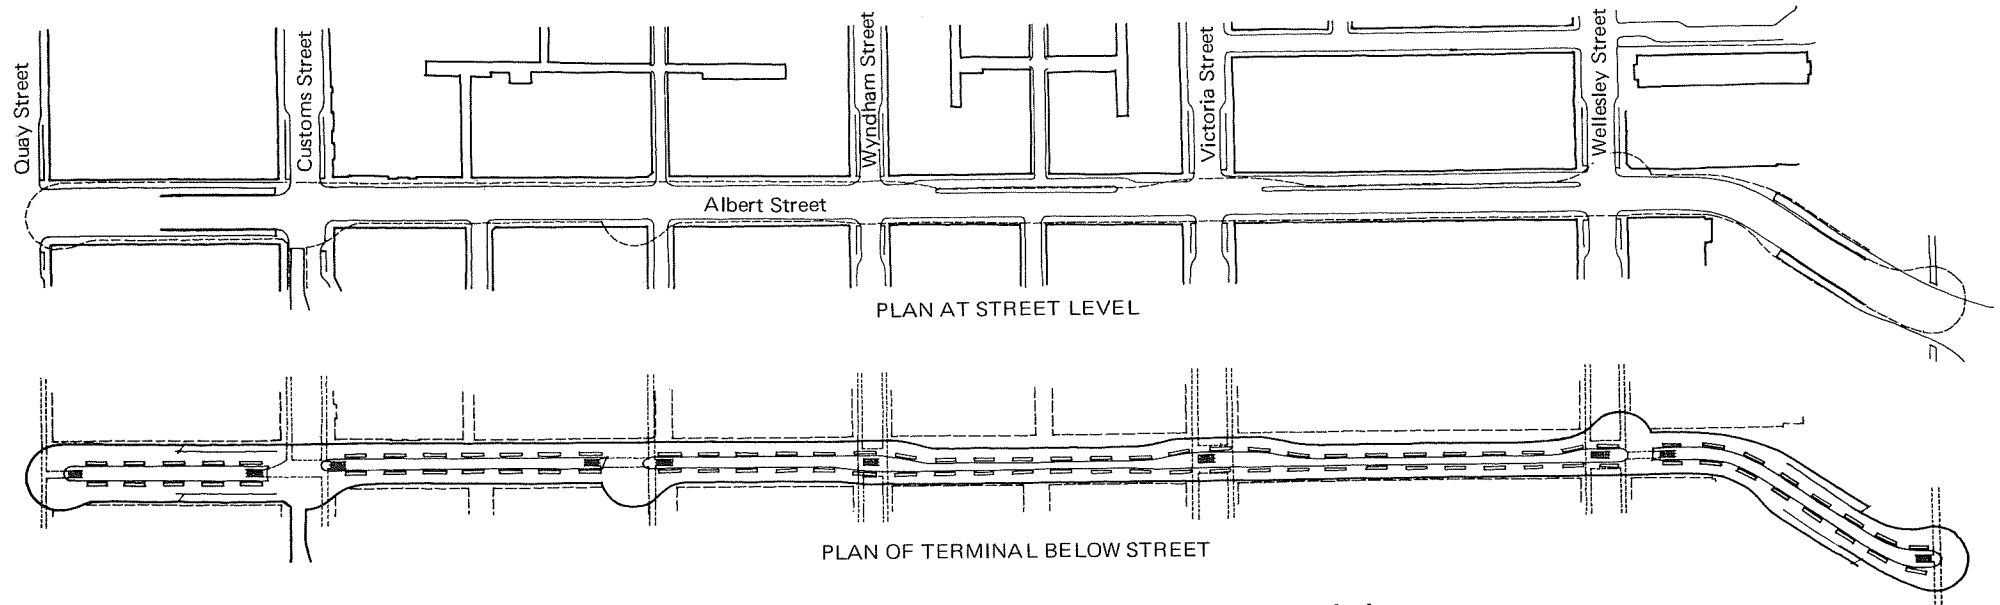 Quay Street
Customs Street
Wyndham Street
Victoria Street
Wellesley Street
Albert Street
PLAN AT STREET LEVEL
PLAN OF TERMINAL BELOW STREET